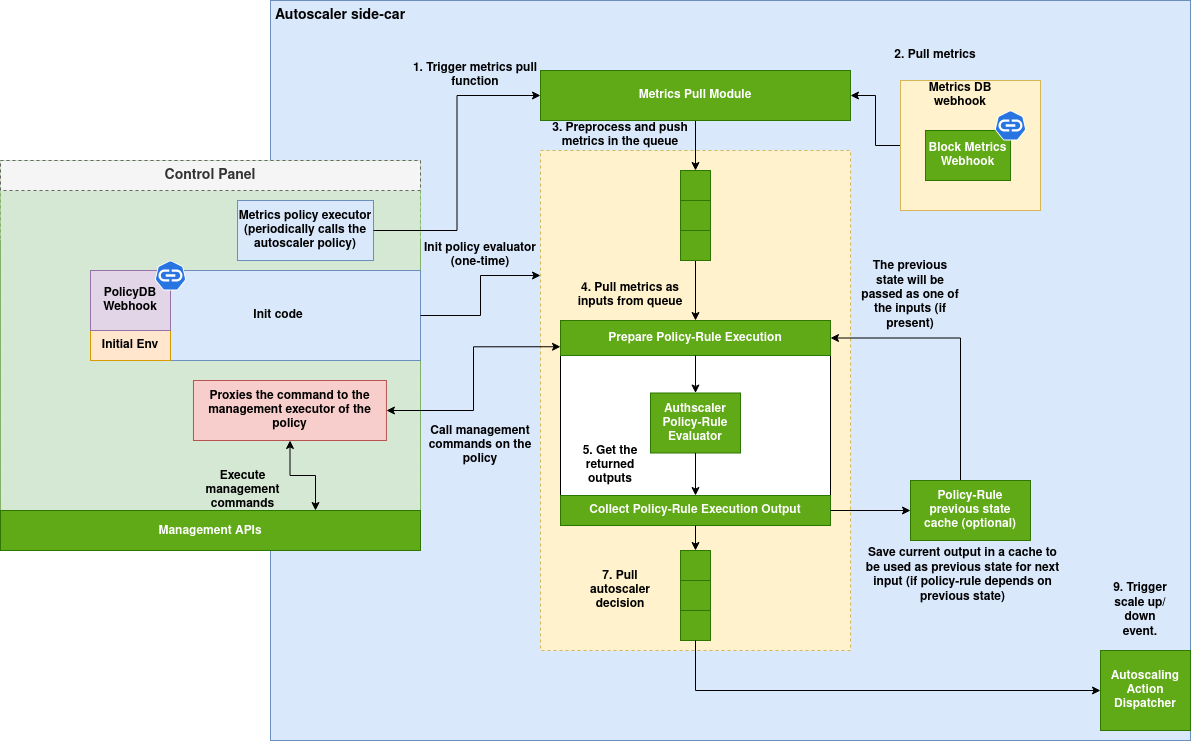 Autoscaler side-car
1. Trigger metrics pull
function
Metrics Pull Module
2. Pull metrics
Metrics DB
webhook
Block Metrics
Webhook
3. Preprocess and push
metrics in the queue
Control Panel
Metrics policy executor
(periodically calls the
autoscaler policy)
Init policy evaluator
(one-time)
PolicyDB
Webhook
Initial Env
Init code
4. Pull metrics as
inputs from queue
The previous
state will be
passed as one of
the inputs (if
present)
Prepare Policy-Rule Execution
Proxies the command to the
management executor of the
policy
Call management
commands on the
policy
Authscaler
Policy-Rule
Evaluator
5. Get the
returned
outputs
Execute
management
commands
Management APIs
Collect Policy-Rule Execution Output
Policy-Rule
previous state
cache (optional)
Save current output in a cache to
be used as previous state for next
input (if policy-rule depends on
previous state)
7. Pull
autoscaler
decision
9. Trigger
scale up/
down
event.
Autoscaling
Action
Dispatcher